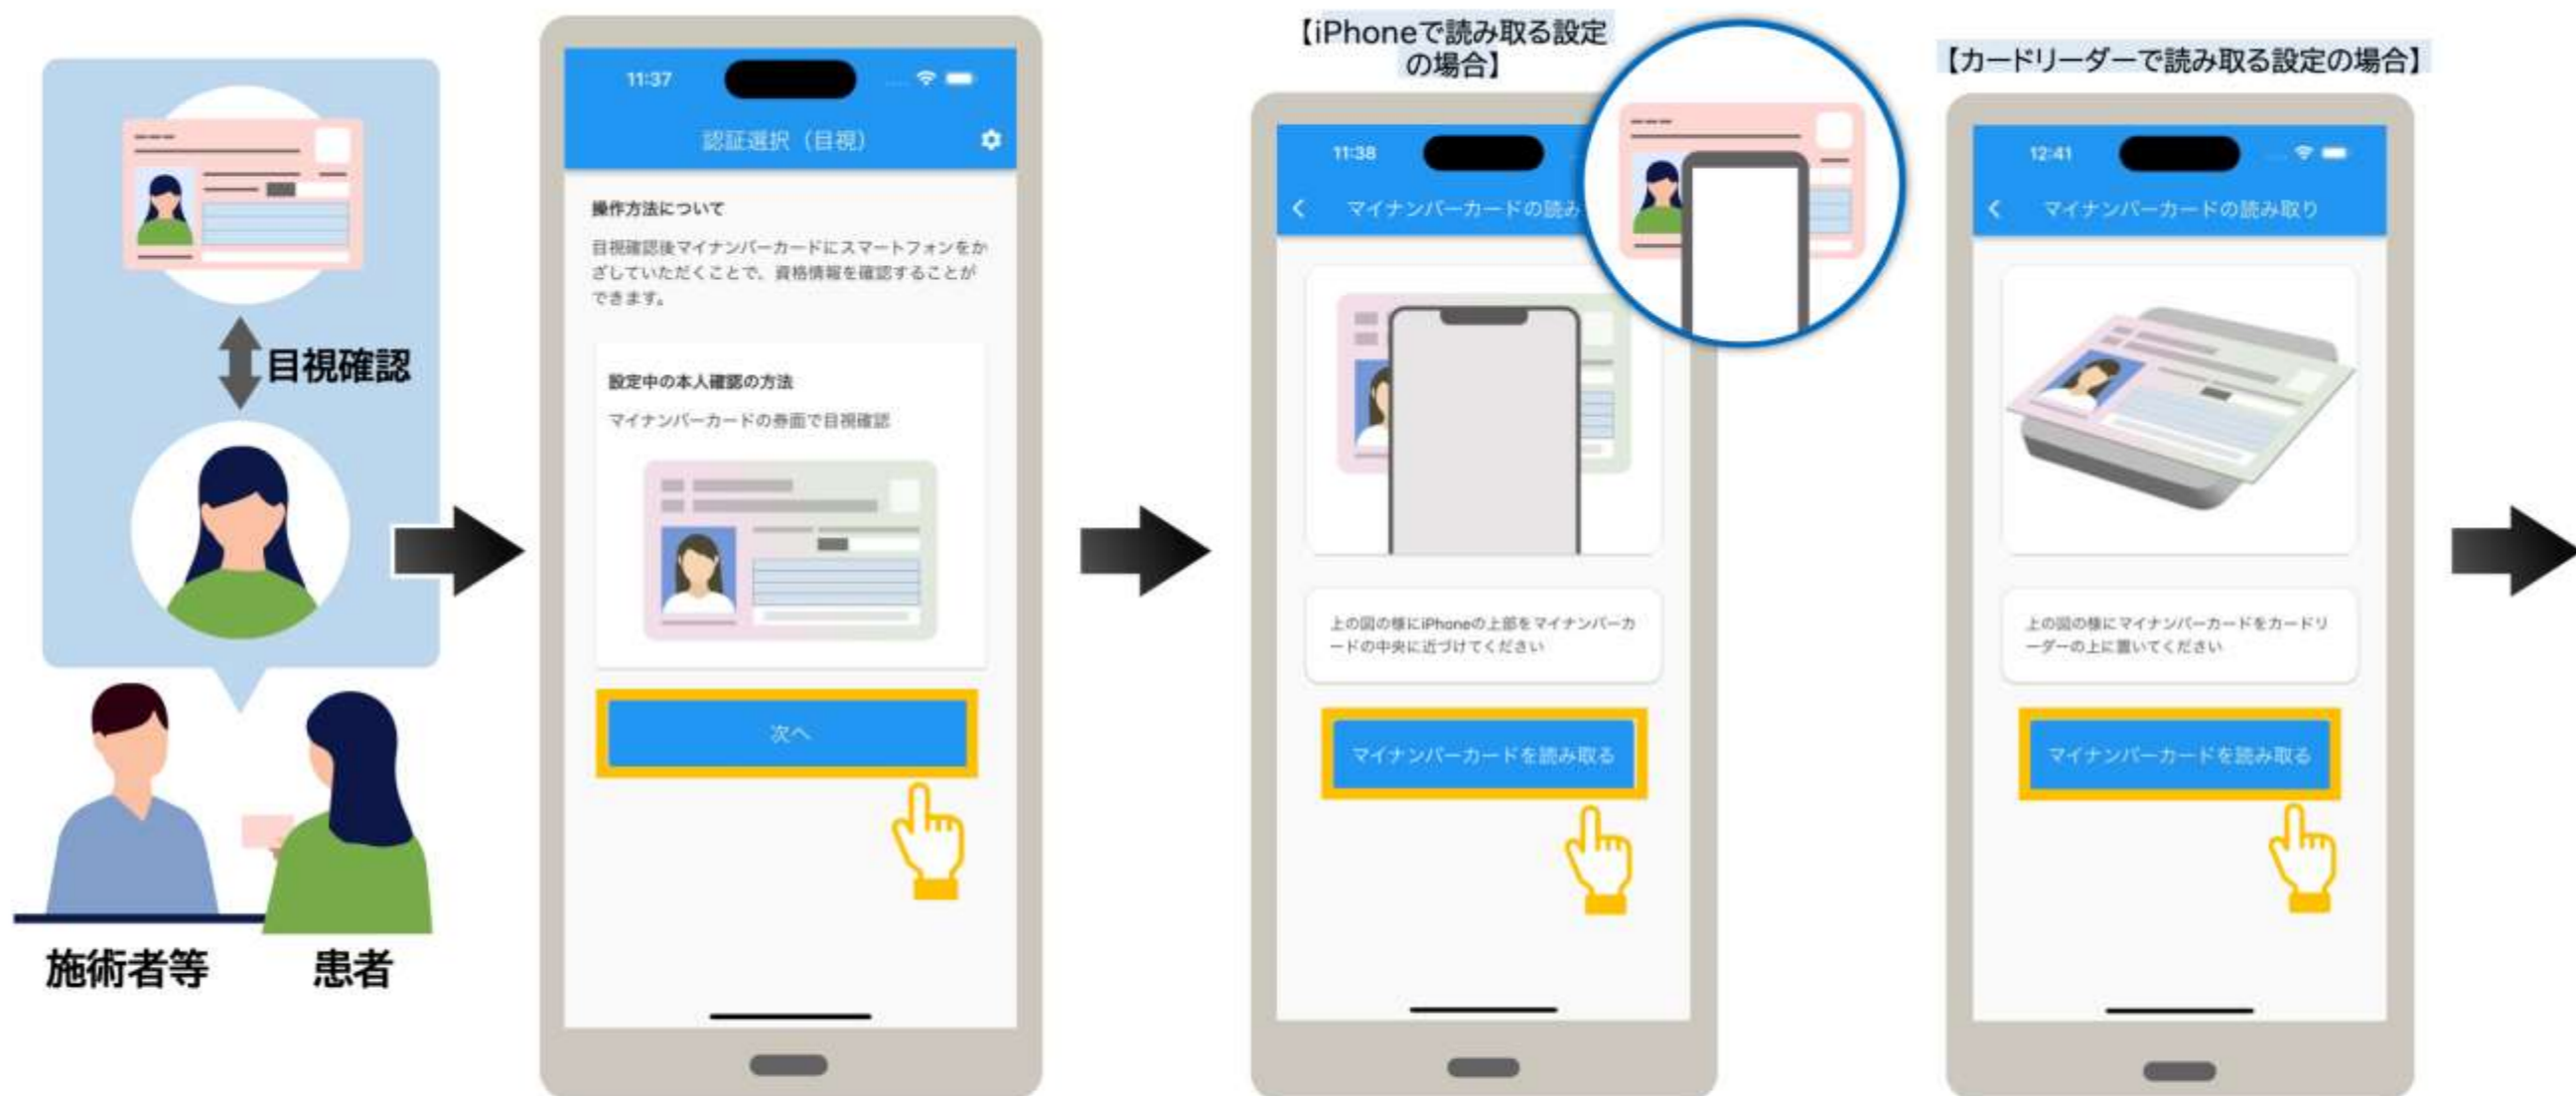 目視確認
施術者等
患者
11:37
認証選択（目視）
操作方法について
目視確認後マイナンバーカードにスマートフォンをか
ざしていただくことで、資格情報を確認することが
できます。
設定中の本人確認の方法
マイナンバーカードの券面で目視確認
次へ
【iPhoneで読み取る設定
の場合】
11:38
マイナンバーカードの読み
上の図の様にiPhoneの上部をマイナンバーカ
ードの中央に近づけてください
マイナンバーカードを読み取る
【カードリーダーで読み取る設定の場合】
12:41
マイナンバーカードの読み取り
上の図の様にマイナンバーカードをカードリ
ーダーの上に置いてください
マイナンバーカードを読み取る